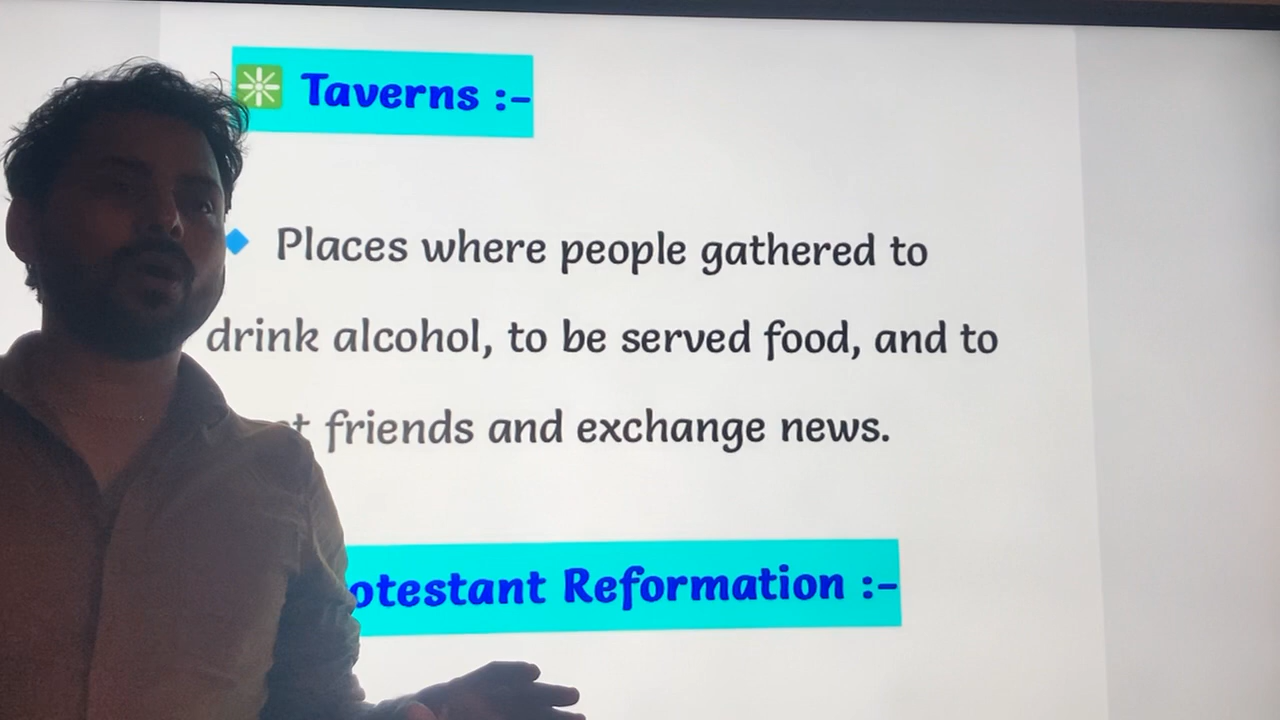 Taverns :-
Places where people gathered to
drink alcohol, to be served food, and to
friends and exchange news.
Reformation :-